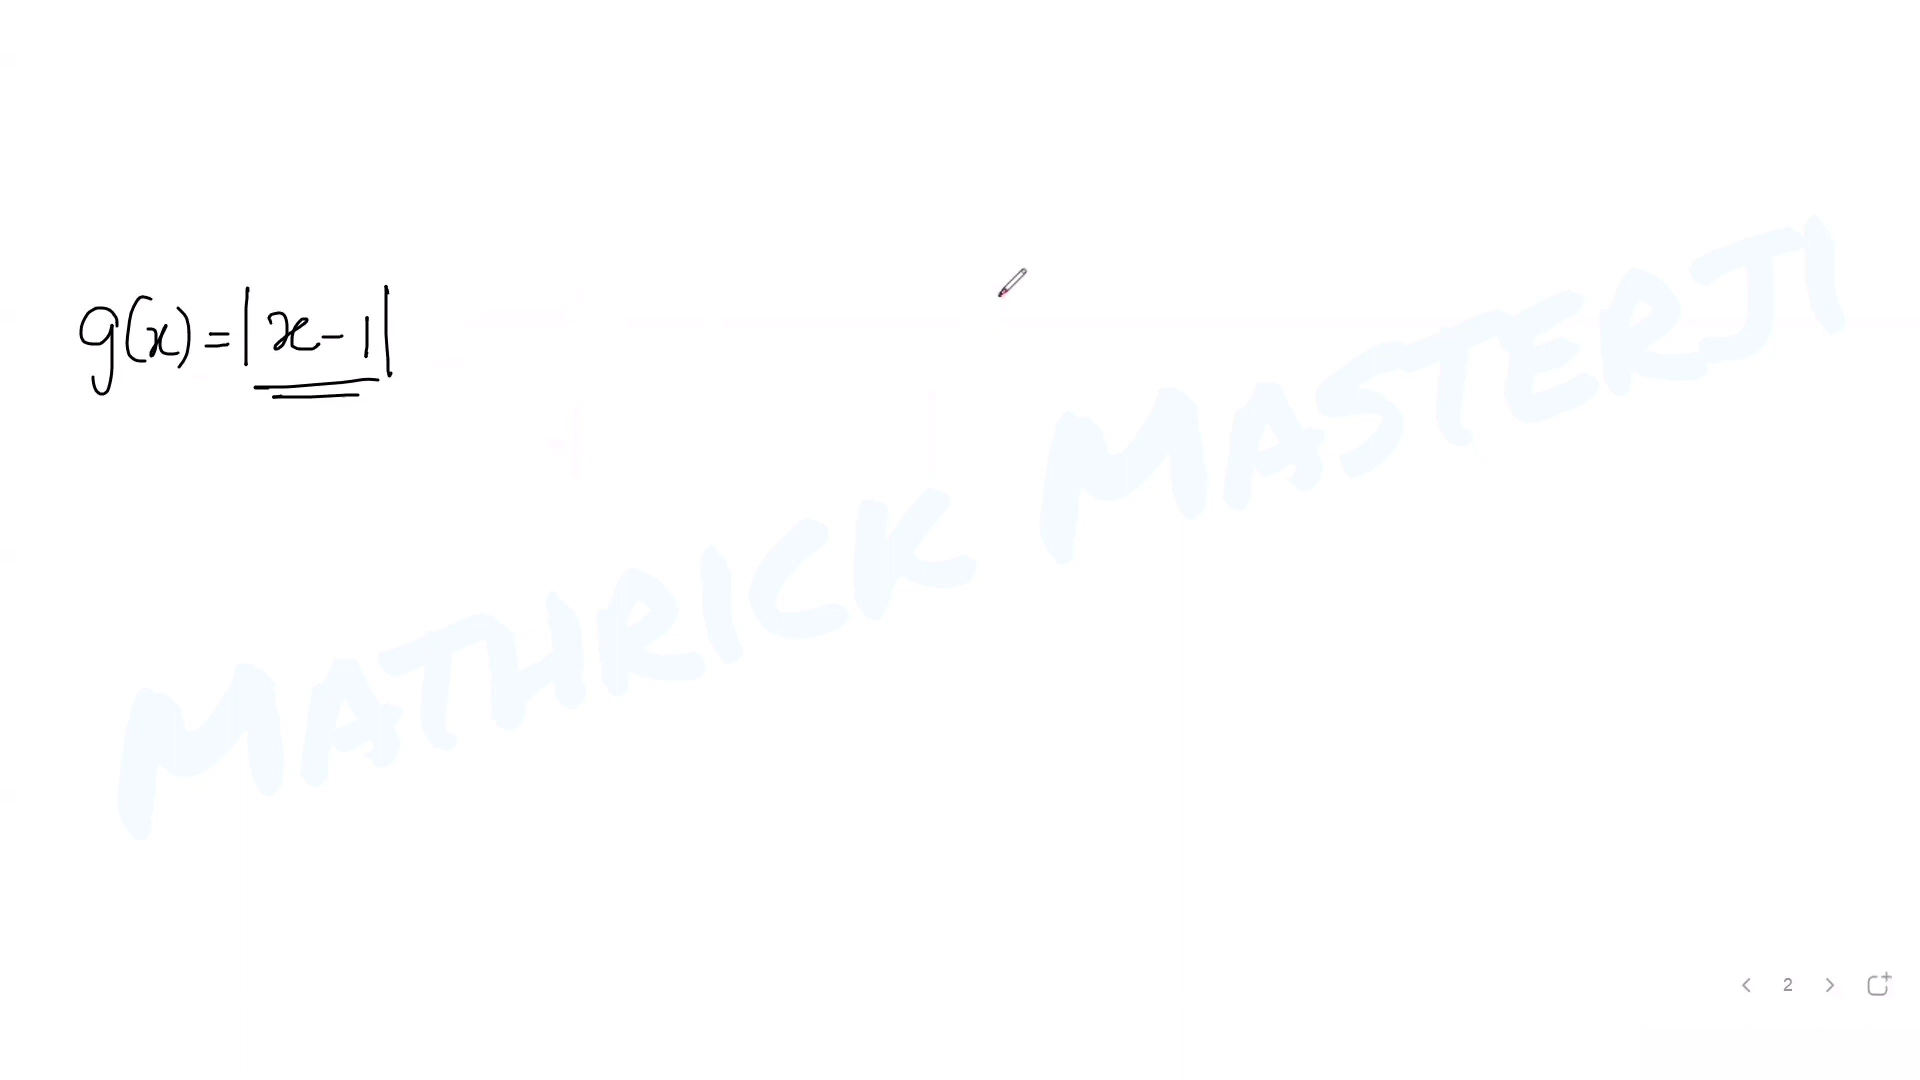 g(x) = |x - 1|
MATHRICK MASTERJI
2